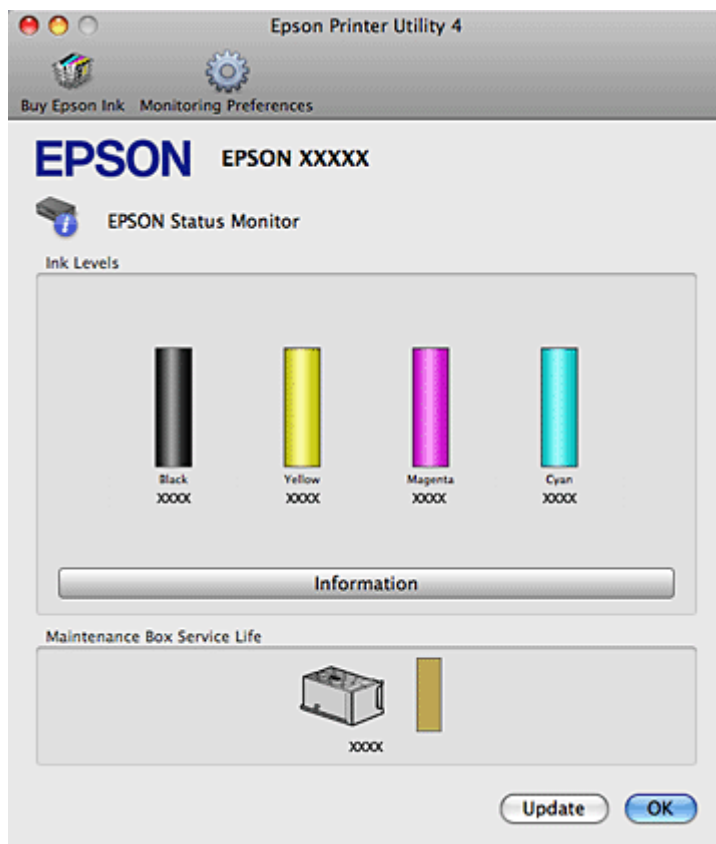 Epson Printer Utility 4
Buy Epson Ink Monitoring Preferences
EPSON EPSON XXXXX
EPSON Status Monitor
Ink Levels
Black Yellow Magenta Cyan
XXXX XXXX XXXX XXXX
Information
Maintenance Box Service Life
XXXX
Update OK